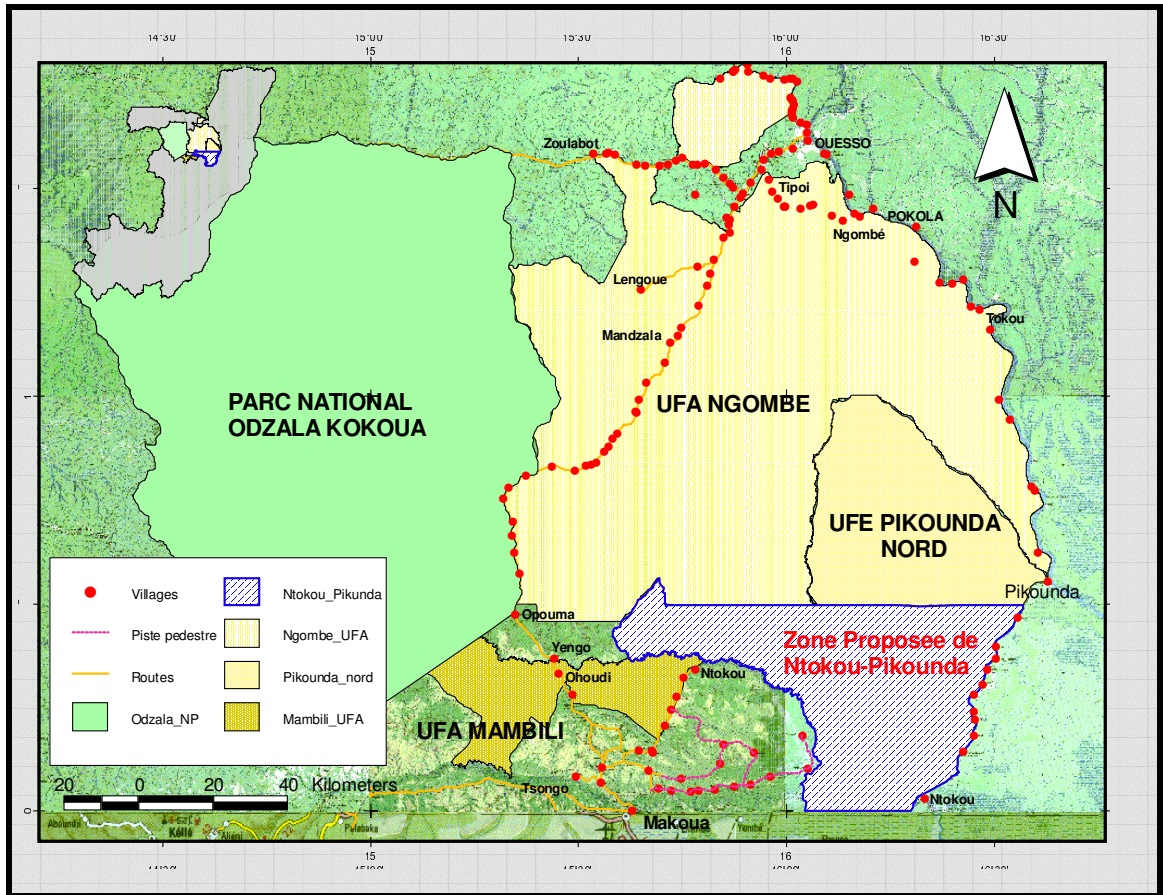 14°30'
15°00'
15°30'
16°00'
16°30'
15
16
Zoulabot
OUESSO
Tipoi
N
POKOLA
Ngombé
Lengoue
Tokou
Mandzala
1
PARC NATIONAL
ODZALA KOKOUA
UFA NGOMBE
UFE PIKOUNDA
NORD
Pikounda
Villages
Ntokou_Pikunda
Piste pedestre
Ngombe_UFA
Routes
Pikounda_nord
Odzala_NP
Mambili_UFA
20 0 20 40 Kilometers
Opouma
Yengo
Ohoudi
Ntokou
Zone Proposee de
Ntokou-Pikounda
UFA MAMBILI
Tsongo
Ntokou
Makoua
Kéllé
15
16